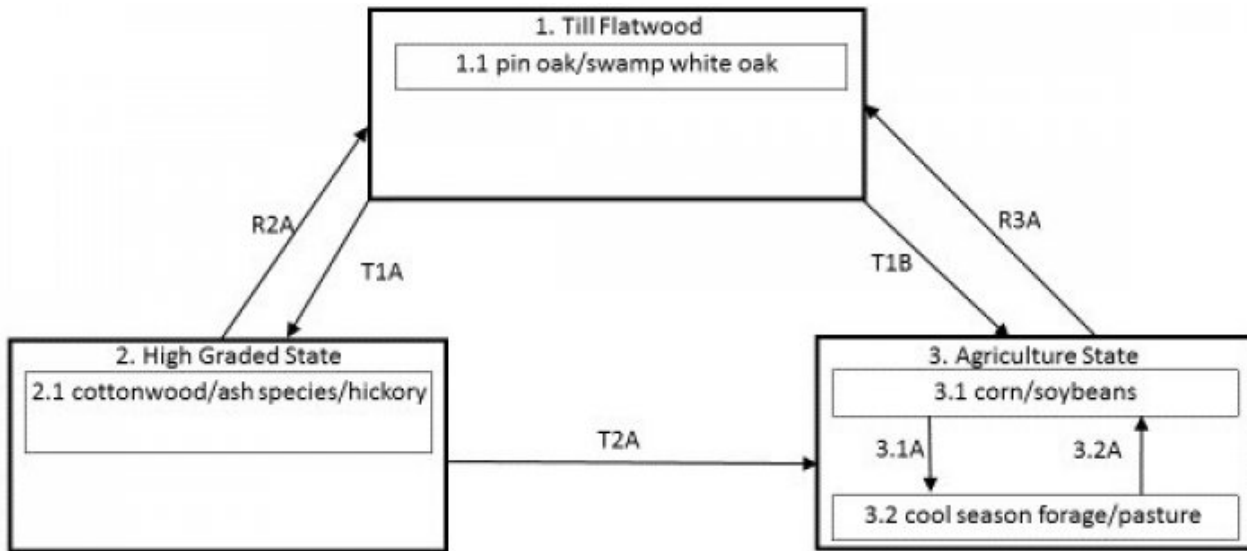 1. Till Flatwood
1.1 pin oak/swamp white oak
R2A
T1A
R3A
T1B
2. High Graded State
2.1 cottonwood/ash species/hickory
T2A
3. Agriculture State
3.1 corn/soybeans
3.1A
3.2A
3.2 cool season forage/pasture